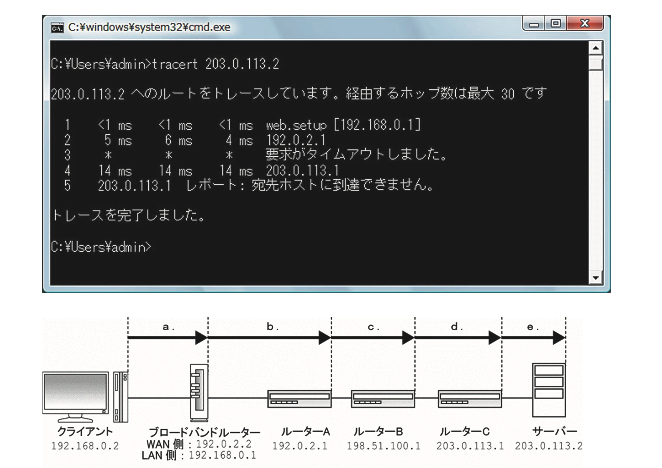 C:¥windows¥system32¥cmd.exe
C:¥Users¥admin>tracert 203.0.113.2
203.0.113.2 へのルートをトレースしています。経由するホップ数は最大 30 です
1 <1 ms <1 ms <1 ms web.setup [192.168.0.1]
2 5 ms 6 ms 4 ms 192.0.2.1
3 * * * 要求がタイムアウトしました。
4 14 ms 14 ms 14 ms 203.0.113.1
5 203.0.113.1 レポート: 宛先ホストに到達できません。
トレースを完了しました。
C:¥Users¥admin>
a. b. c. d. e.
クライアント ブロードバンドルーター ルーターA ルーターB ルーターC サーバー
192.168.0.2 WAN 側：192.0.2.2 192.0.2.1 198.51.100.1 203.0.113.1 203.0.113.2
LAN 側：192.168.0.1